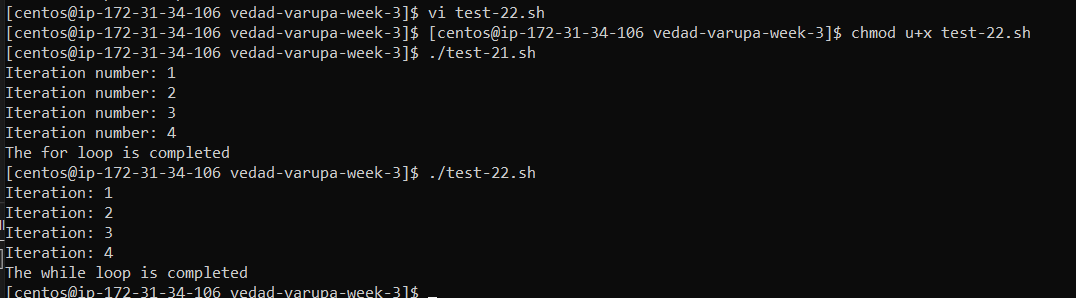 [centos@ip-172-31-34-106 vedad-varupa-week-3]$ vi test-22.sh
[centos@ip-172-31-34-106 vedad-varupa-week-3]$ [centos@ip-172-31-34-106 vedad-varupa-week-3]$ chmod u+x test-22.sh
[centos@ip-172-31-34-106 vedad-varupa-week-3]$ ./test-21.sh
Iteration number: 1
Iteration number: 2
Iteration number: 3
Iteration number: 4
The for loop is completed
[centos@ip-172-31-34-106 vedad-varupa-week-3]$ ./test-22.sh
Iteration: 1
Iteration: 2
Iteration: 3
Iteration: 4
The while loop is completed
[centos@ip-172-31-34-106 vedad-varupa-week-3]$ _